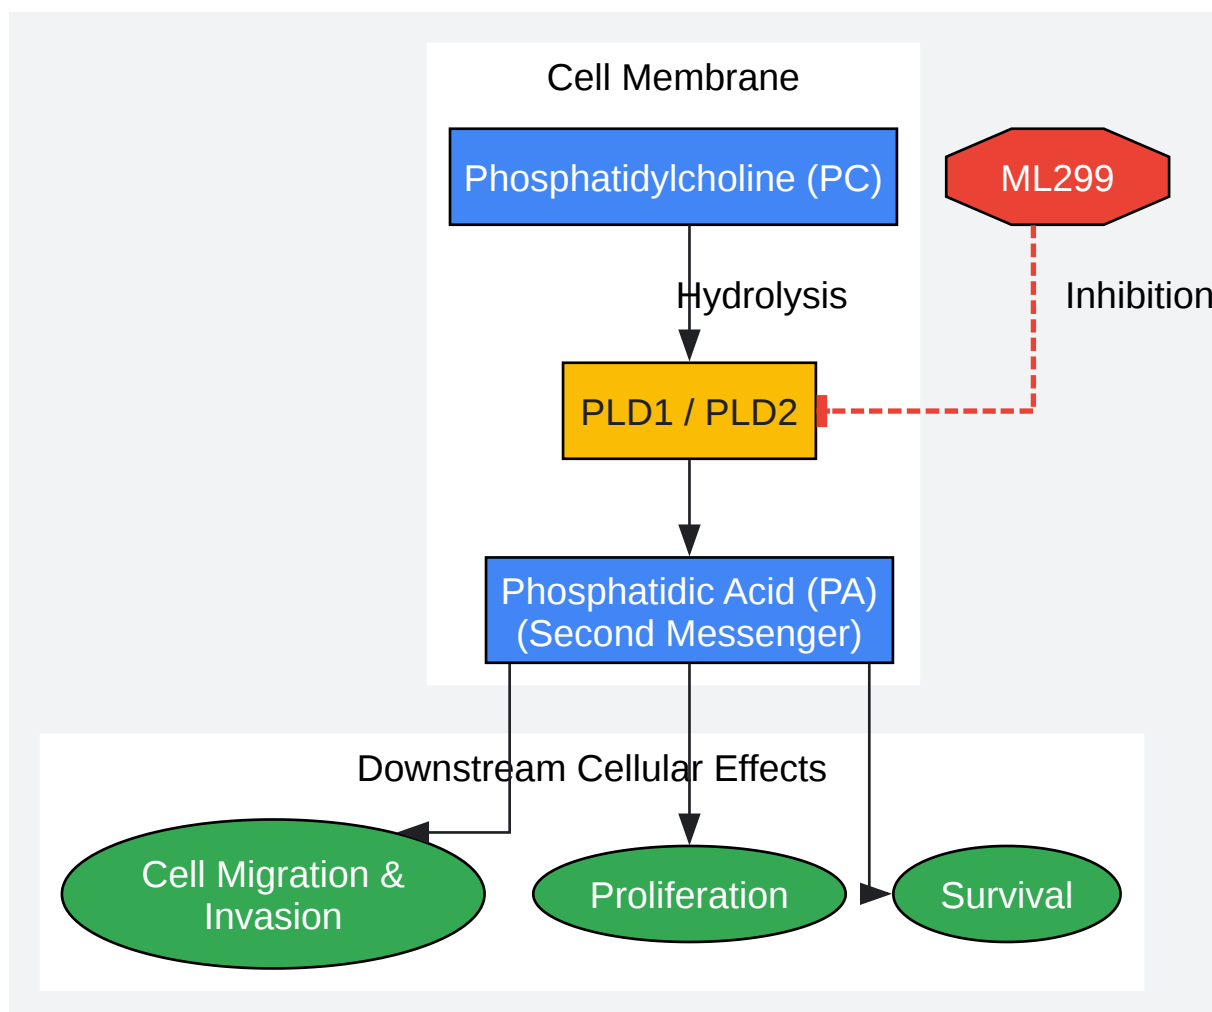 Cell Membrane
Phosphatidylcholine (PC)
ML299
Hydrolysis
Inhibition
PLD1 / PLD2
Phosphatidic Acid (PA)
(Second Messenger)
Downstream Cellular Effects
Cell Migration &
Invasion
Proliferation
Survival